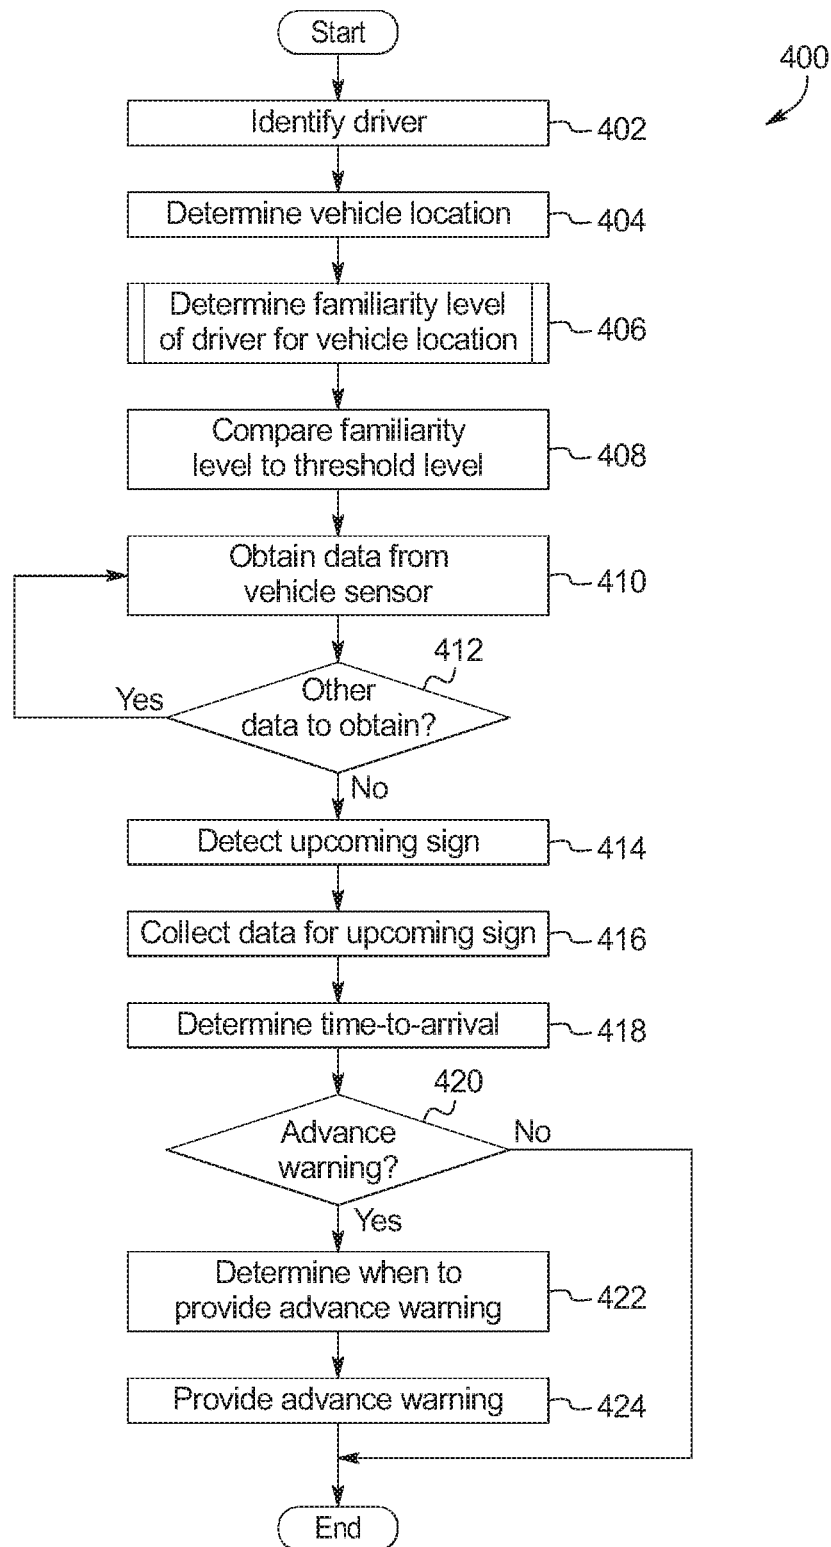 Start
400
Identify driver
402
Determine vehicle location
404
Determine familiarity level
of driver for vehicle location
406
Compare familiarity
level to threshold level
408
Obtain data from
vehicle sensor
410
412
Other
data to obtain?
Yes
No
Detect upcoming sign
414
Collect data for upcoming sign
416
Determine time-to-arrival
418
420
Advance
warning?
No
Yes
Determine when to
provide advance warning
422
Provide advance warning
424
End